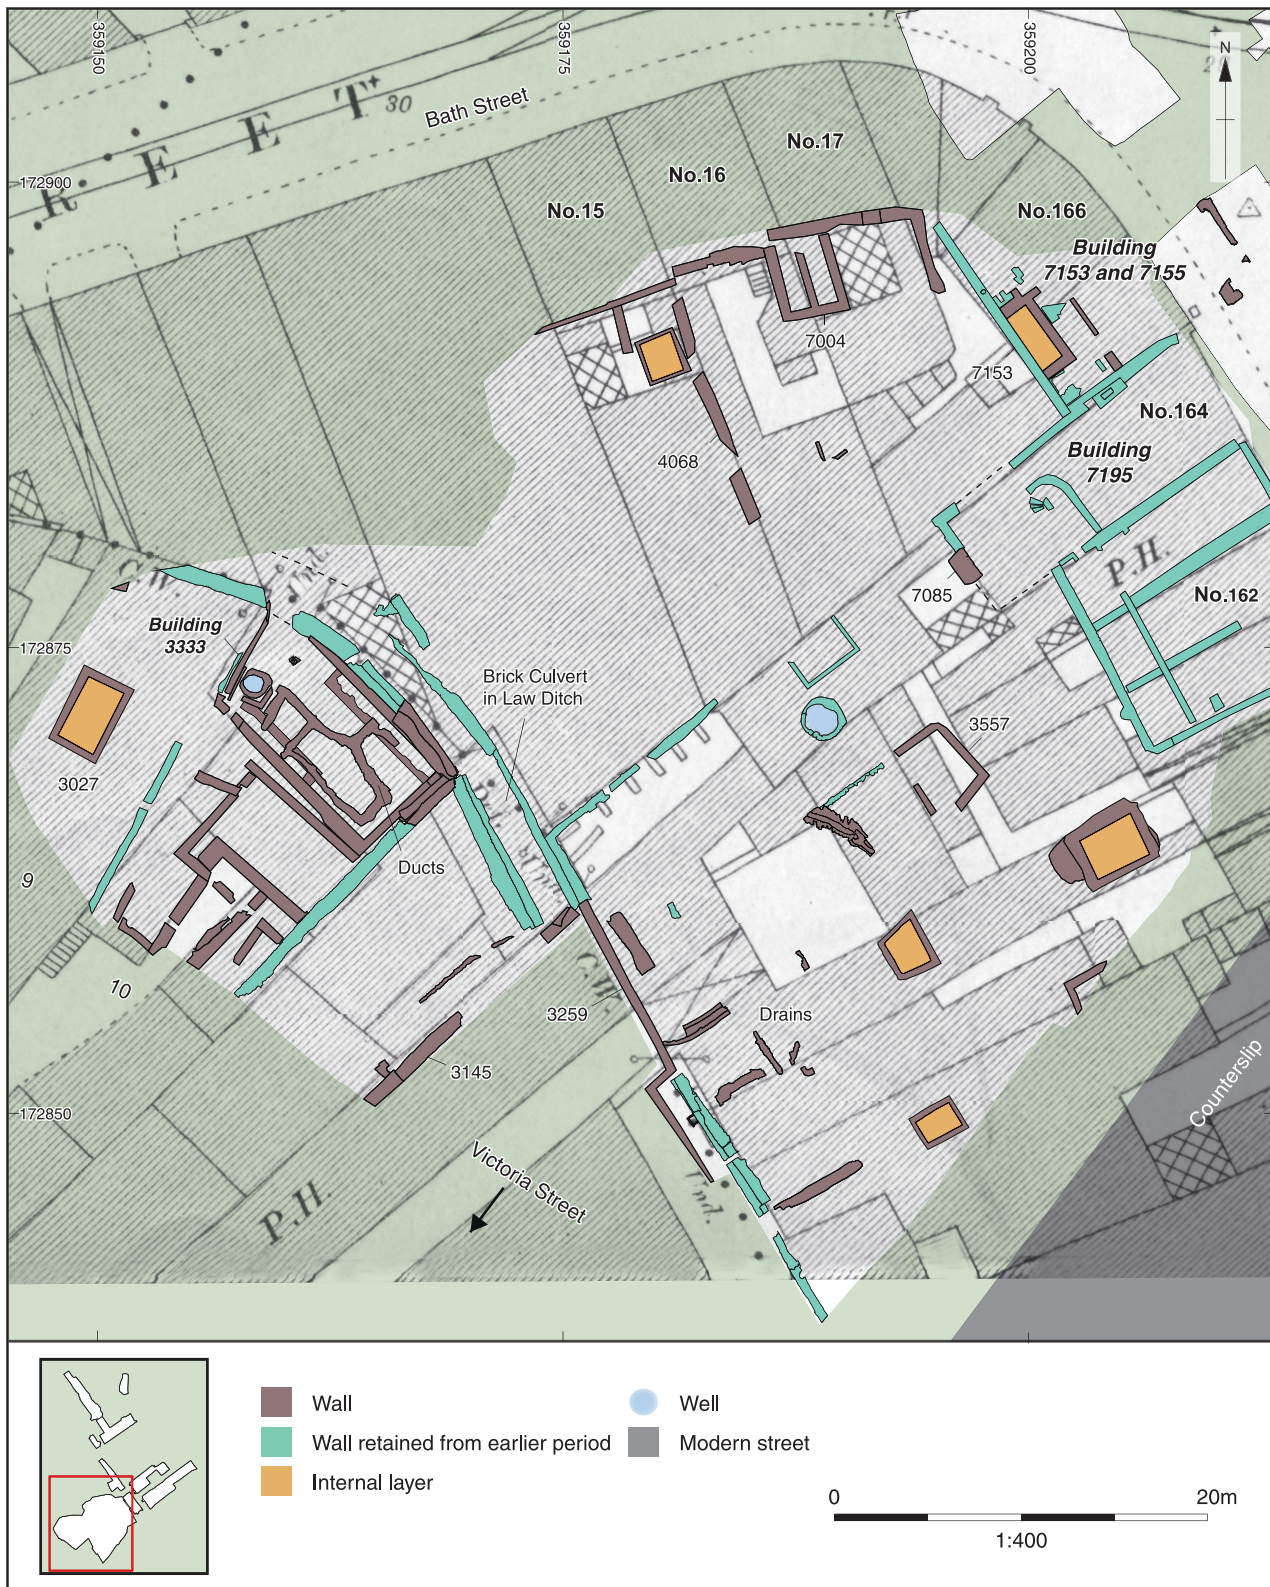 359150
359175
359200
N
R E E T
30
Bath Street
No.17
172900
No.16
No.15
No.166
Building
7153 and 7155
7004
7153
No.164
4068
Building
7195
C.W.
Und.
P.H.
7085
No.162
Building
3333
172875
Brick Culvert
in Law Ditch
3557
3027
Ducts
9
10
C.W.
3259
Drains
3145
Counterslip
172850
Victoria Street
Und.
P.H.
Wall
Well
Wall retained from earlier period
Modern street
Internal layer
0
20m
1:400